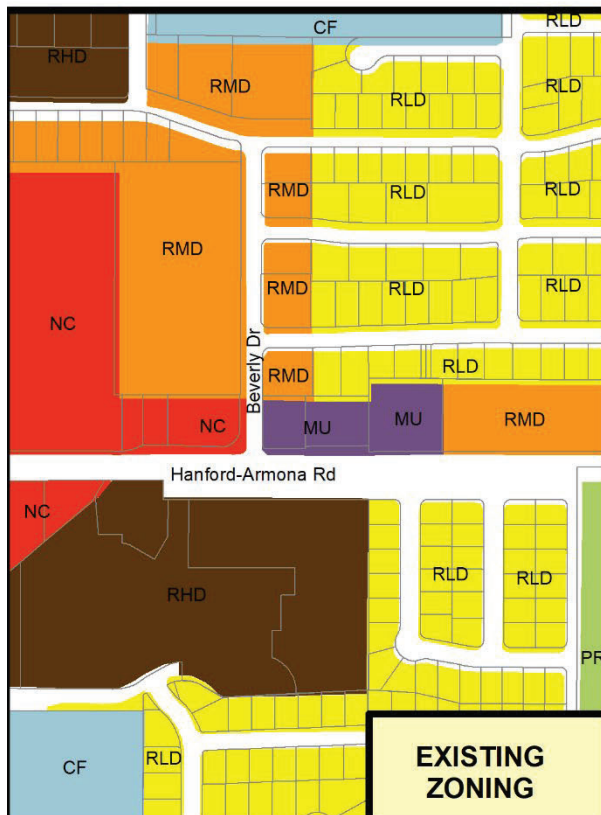 CF
RLD
RHD
RMD
RLD
RLD
RMD
RLD
RLD
RMD
NC
RMD
RLD
RLD
Beverly Dr
RMD
RLD
NC
MU
MU
RMD
Hanford-Armona Rd
NC
RHD
RLD
RLD
PR
CF
RLD
EXISTING
ZONING